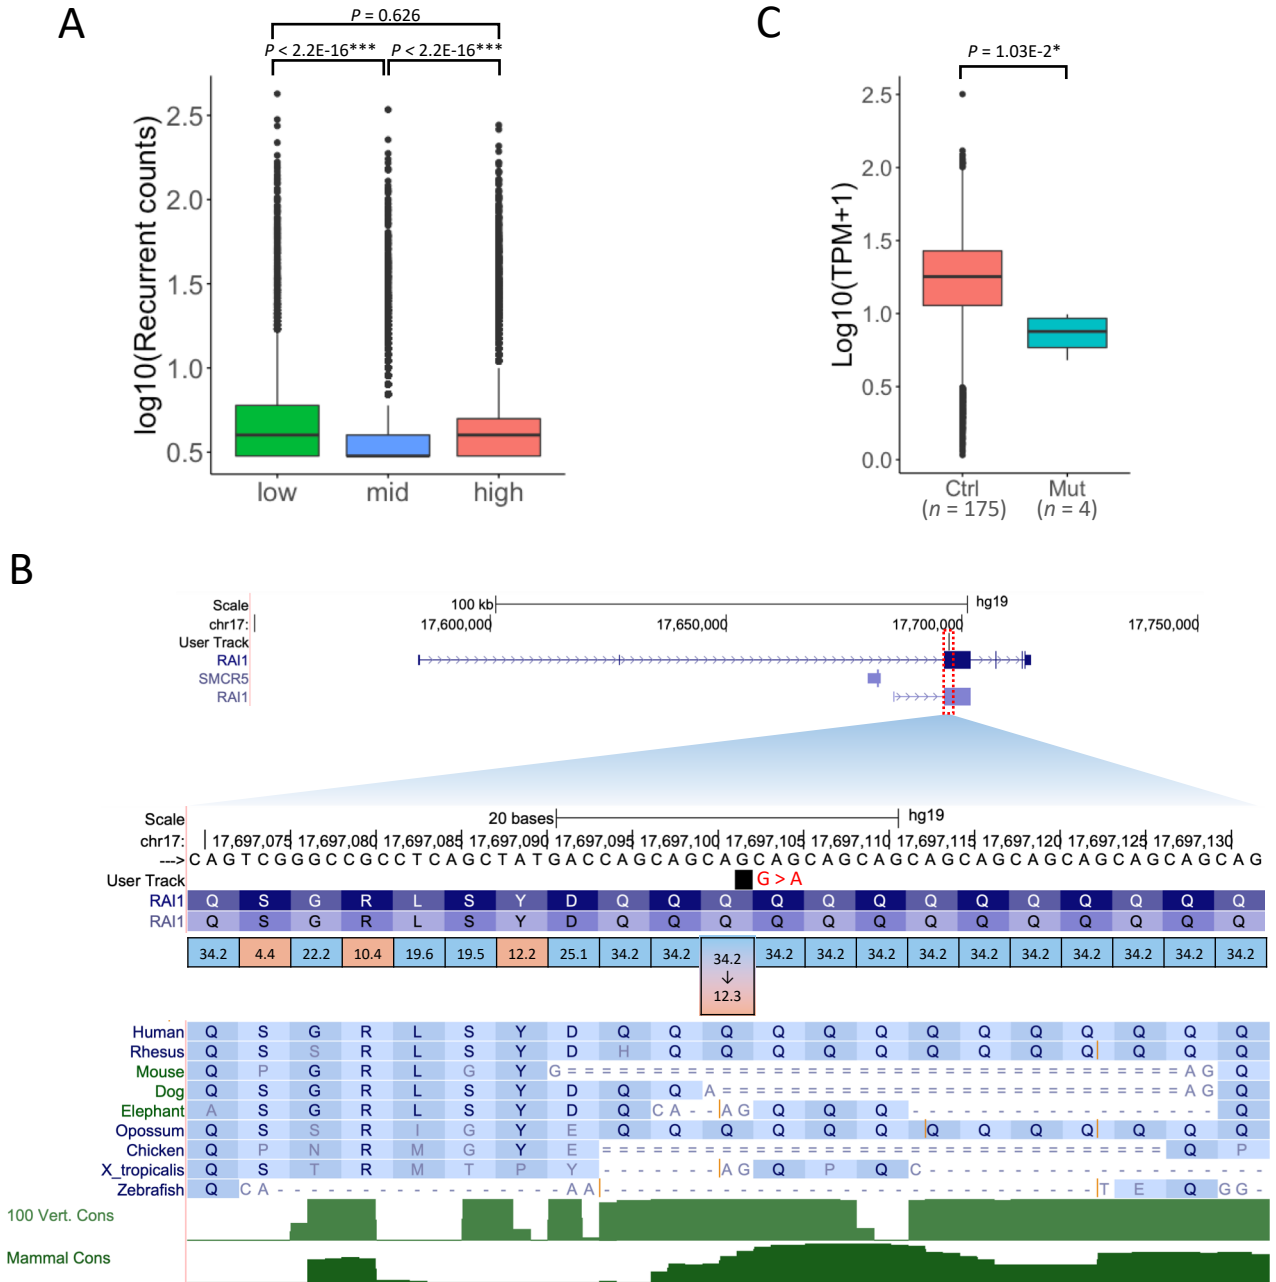 A
P = 0.626
P < 2.2E-16*** P < 2.2E-16***
log10(Recurrent counts)
2.5
2.0
1.5
1.0
0.5
low mid high
C
P = 1.03E-2*
Log10(TPM+1)
2.5
2.0
1.5
1.0
0.5
0.0
Ctrl Mut
(n = 175) (n = 4)
B
Scale 100 kb hg19
chr17: 17,600,000 17,650,000 17,700,000 17,750,000
User Track
RAI1
SMCR5
RAI1
Scale 20 bases hg19
chr17: 17,697,075 17,697,080 17,697,085 17,697,090 17,697,095 17,697,100 17,697,105 17,697,110 17,697,115 17,697,120 17,697,125 17,697,130
---> C A G T C G G G C C G C C T C A G C T A T G A C C A G C A G C A G C A G C A G C A G C A G C A G C A G C A G C A G C A G C A G
User Track G > A
RAI1 Q S G R L S Y D Q Q Q Q Q Q Q Q Q Q Q Q Q
RAI1 Q S G R L S Y D Q Q Q Q Q Q Q Q Q Q Q Q Q
34.2 4.4 22.2 10.4 19.6 19.5 12.2 25.1 34.2 34.2 34.2 ↓ 12.3 34.2 34.2 34.2 34.2 34.2 34.2 34.2 34.2 34.2 34.2
Human Q S G R L S Y D Q Q Q Q Q Q Q Q Q Q Q Q Q
Rhesus Q S S R L S Y D H Q Q Q Q Q Q Q Q Q Q Q Q
Mouse Q P G R L G Y G = = = = = = = = = = = = = = = = = = = = = = = = = = = = = = = = = = = = A G Q
Dog Q S G R L S Y D Q Q A = = = = = = = = = = = = = = = = = = = = = = = = = = = A G Q
Elephant A S G R L S Y D Q C A - - A G Q Q Q - - - - - - - - - - - - - - - - - - Q
Opossum Q S S R I G Y E Q Q Q Q Q Q Q Q Q Q Q Q Q
Chicken Q P N R M G Y E = = = = = = = = = = = = = = = = = = = = = = = = = = = = = = = = = Q P
X_tropicalis Q S T R M T P Y - - - - - - - A G Q P Q C - - - - - - - - - - - - - - - - - - - -
Zebrafish Q C A - - - - - - - - - - - - - - - - - A A - - - - - - - - - - - - - - - - - - - - - - - - - - - - - T E Q G G -
100 Vert. Cons
Mammal Cons